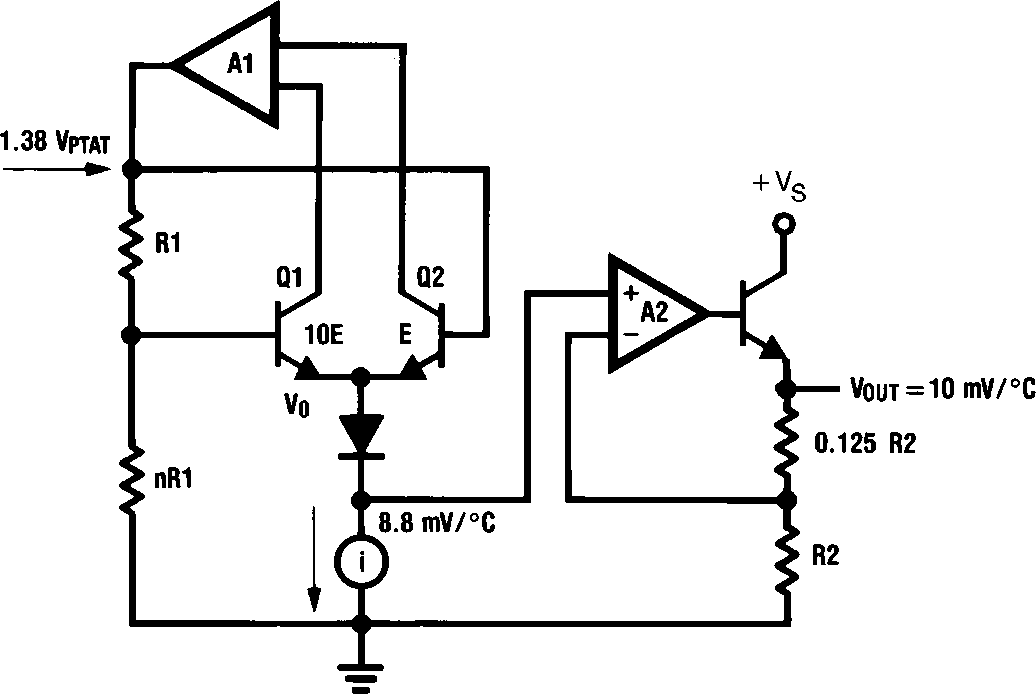 A1
1.38 VPTAT
+VS
R1
Q1
Q2
10E
E
+
A2
−
V0
VOUT = 10 mV/°C
0.125 R2
nR1
8.8 mV/°C
i
R2